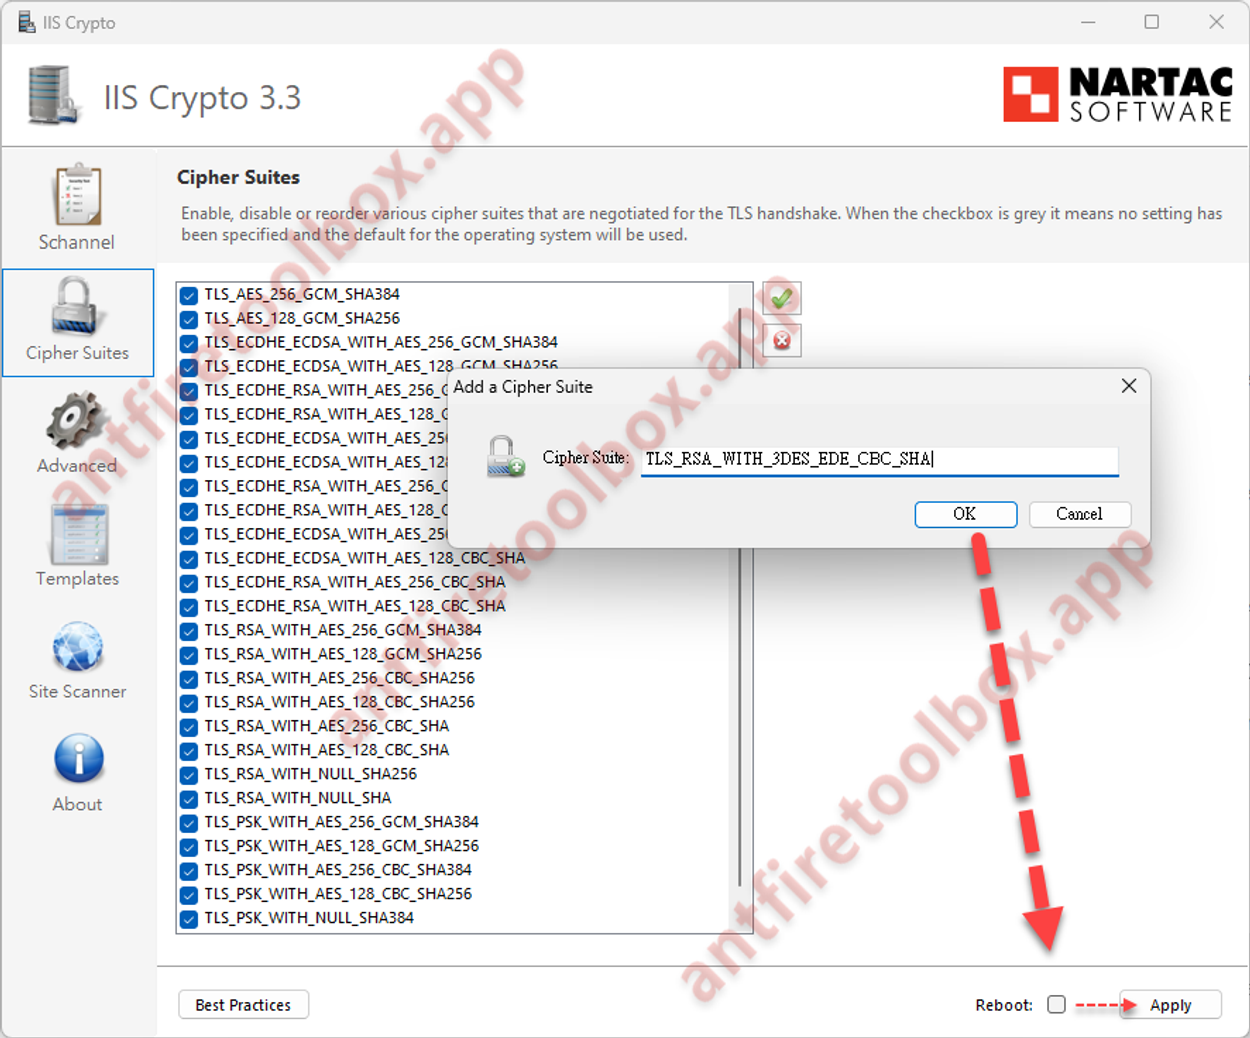 IIS Crypto
IIS Crypto 3.3
NARTAC
SOFTWARE
Schannel
Cipher Suites
Advanced
Templates
Site Scanner
About
Cipher Suites
Enable, disable or reorder various cipher suites that are negotiated for the TLS handshake. When the checkbox is grey it means no setting has
been specified and the default for the operating system will be used.
TLS_AES_256_GCM_SHA384
TLS_AES_128_GCM_SHA256
TLS_ECDHE_ECDSA_WITH_AES_256_GCM_SHA384
TLS_ECDHE_ECDSA_WITH_AES_128_GCM_SHA256
TLS_ECDHE_RSA_WITH_AES_256_G
TLS_ECDHE_RSA_WITH_AES_128_G
TLS_ECDHE_ECDSA_WITH_AES_256
TLS_ECDHE_ECDSA_WITH_AES_128
TLS_ECDHE_RSA_WITH_AES_256_C
TLS_ECDHE_RSA_WITH_AES_128_C
TLS_ECDHE_ECDSA_WITH_AES_256
TLS_ECDHE_ECDSA_WITH_AES_128_CBC_SHA
TLS_ECDHE_RSA_WITH_AES_256_CBC_SHA
TLS_ECDHE_RSA_WITH_AES_128_CBC_SHA
TLS_RSA_WITH_AES_256_GCM_SHA384
TLS_RSA_WITH_AES_128_GCM_SHA256
TLS_RSA_WITH_AES_256_CBC_SHA256
TLS_RSA_WITH_AES_128_CBC_SHA256
TLS_RSA_WITH_AES_256_CBC_SHA
TLS_RSA_WITH_AES_128_CBC_SHA
TLS_RSA_WITH_NULL_SHA256
TLS_RSA_WITH_NULL_SHA
TLS_PSK_WITH_AES_256_GCM_SHA384
TLS_PSK_WITH_AES_128_GCM_SHA256
TLS_PSK_WITH_AES_256_CBC_SHA384
TLS_PSK_WITH_AES_128_CBC_SHA256
TLS_PSK_WITH_NULL_SHA384
Add a Cipher Suite
Cipher Suite: TLS_RSA_WITH_3DES_EDE_CBC_SHA
OK
Cancel
Best Practices
Reboot:
Apply
antfiretoolbox.app
antfiretoolbox.app
antfiretoolbox.app